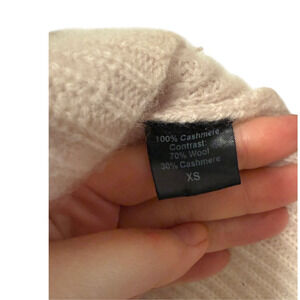 100% Cashmere
Contrast:
70% Wool
30% Cashmere
XS